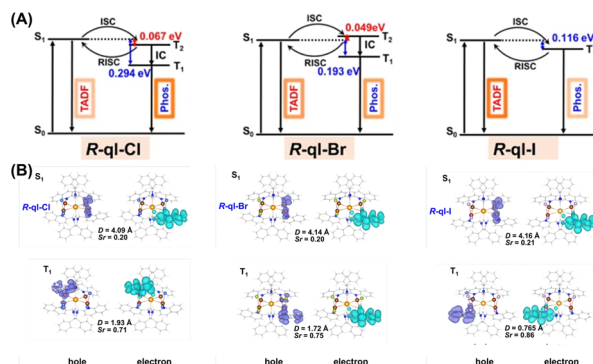 (A)
ISC
0.067 eV
S1
T2
IC
RISC
T1
0.294 eV
TADF
Phos.
S0
R-ql-Cl
ISC
0.049 eV
S1
T2
IC
RISC
T1
0.193 eV
TADF
Phos.
S0
R-ql-Br
ISC
0.116 eV
S1
T1
RISC
TADF
Phos.
S0
R-ql-I
(B)
S1
R-ql-Cl
D = 4.09 Å
Sr = 0.20
S1
R-ql-Br
D = 4.14 Å
Sr = 0.20
S1
R-ql-I
D = 4.16 Å
Sr = 0.21
T1
D = 1.93 Å
Sr = 0.71
T1
D = 1.72 Å
Sr = 0.75
T1
D = 0.765 Å
Sr = 0.86
hole electron hole electron hole electron